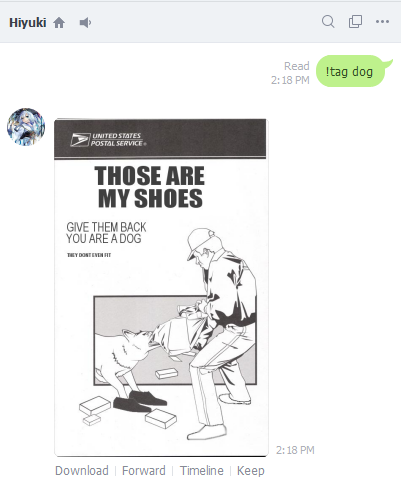 Hiyuki
Read
2:18 PM
!tag dog
UNITED STATES
POSTAL SERVICE®
THOSE ARE
MY SHOES
GIVE THEM BACK
YOU ARE A DOG
THEY DONT EVEN FIT
2:18 PM
Download | Forward | Timeline | Keep